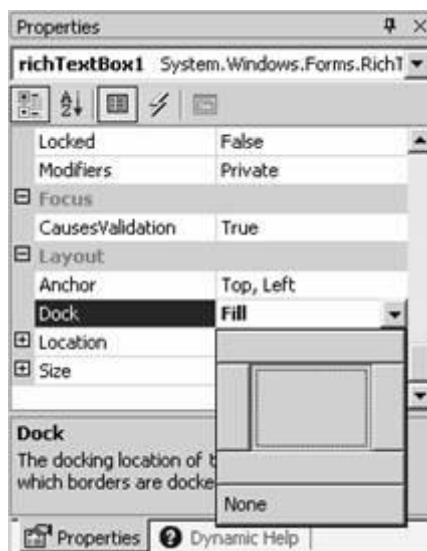 Properties
richTextBox1 System.Windows.Forms.RichT
Locked False
Modifiers Private
Focus
CausesValidation True
Layout
Anchor Top, Left
Dock Fill
Location
Size
None
Dock
The docking location of
which borders are docke
Properties Dynamic Help